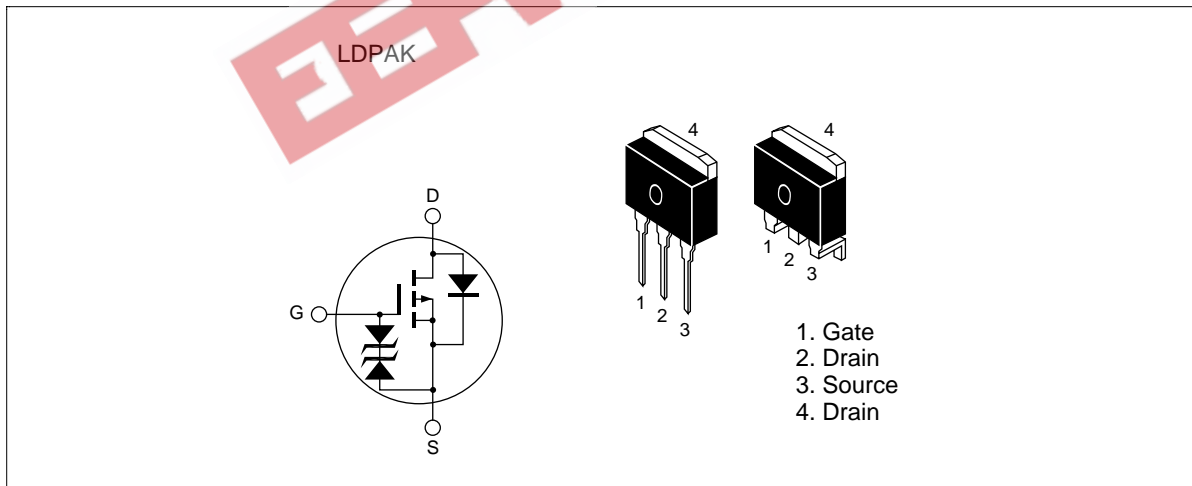 LDPAK
4
4
D
G
S
1
2
3
1
2
3
1. Gate
2. Drain
3. Source
4. Drain